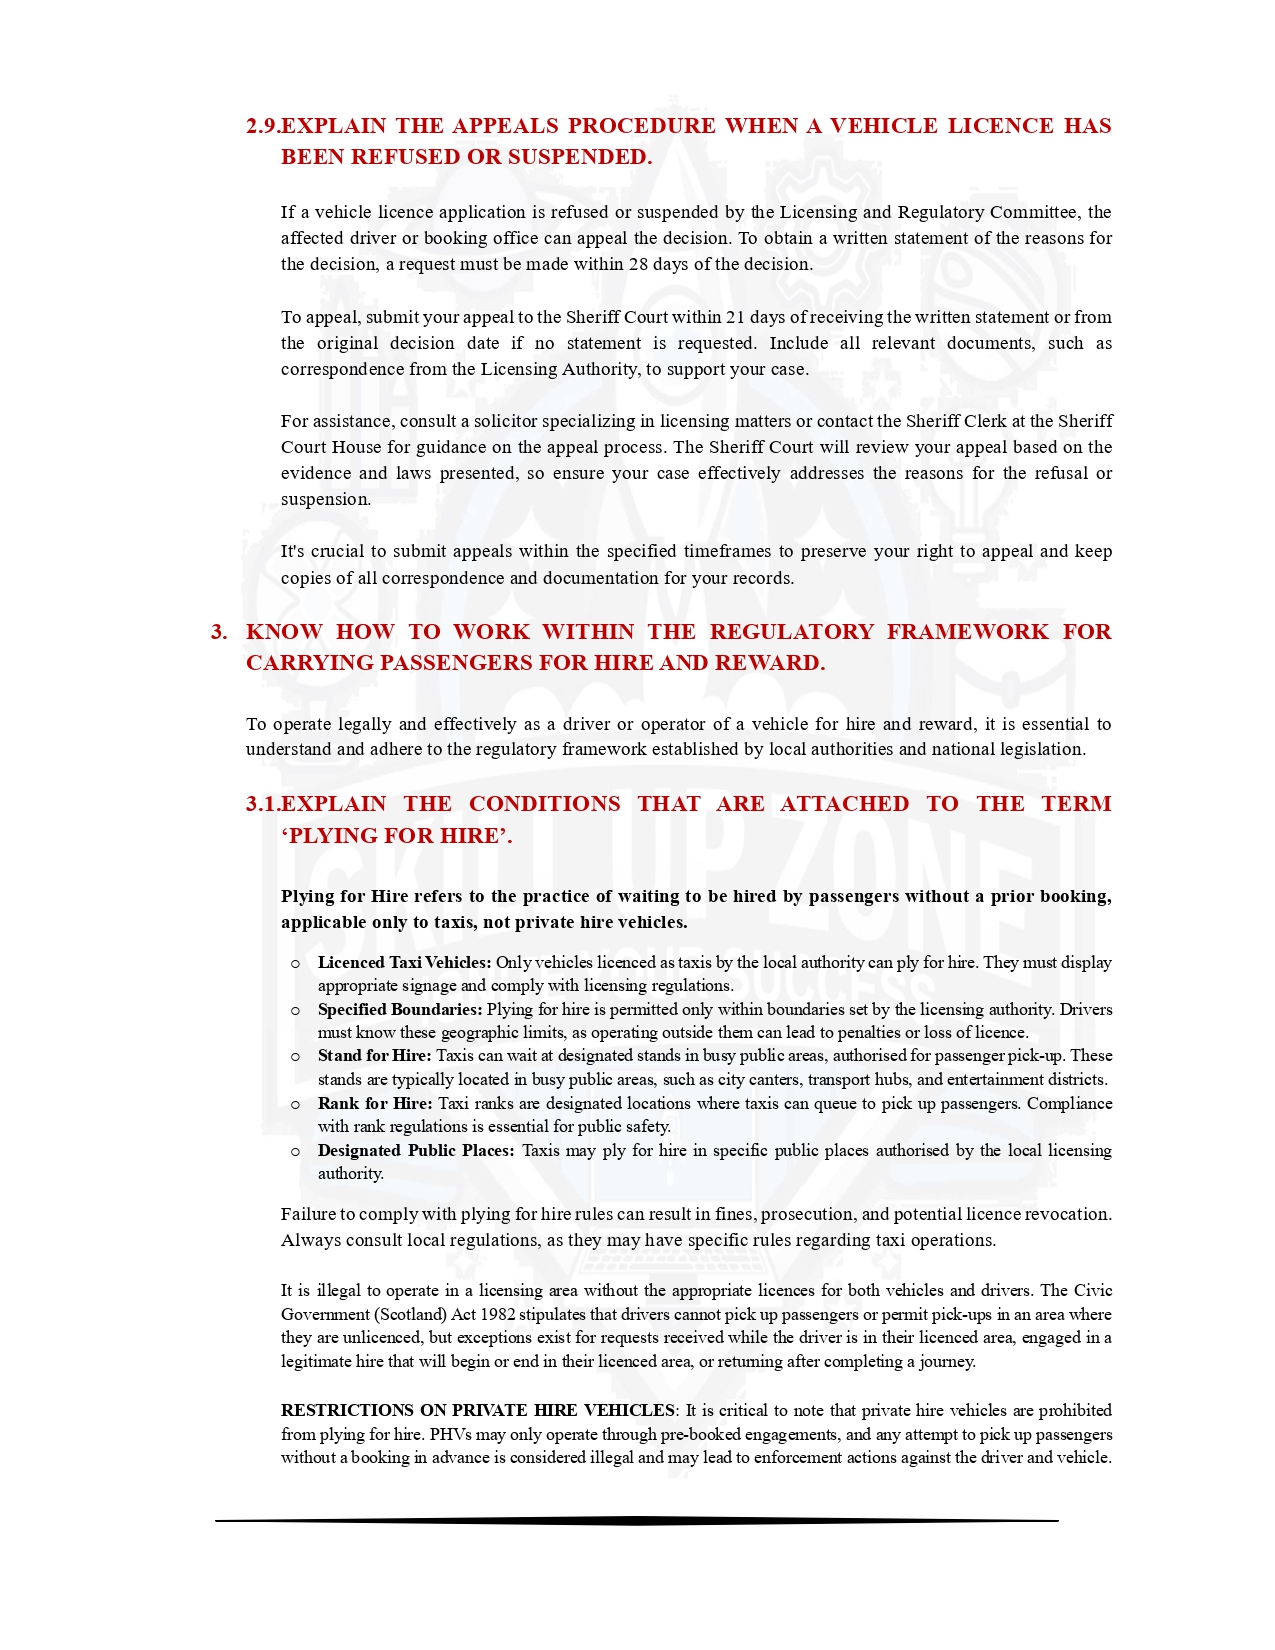 2.9.EXPLAIN THE APPEALS PROCEDURE WHEN A VEHICLE LICENCE HAS
BEEN REFUSED OR SUSPENDED.
If a vehicle licence application is refused or suspended by the Licensing and Regulatory Committee, the
affected driver or booking office can appeal the decision. To obtain a written statement of the reasons for
the decision, a request must be made within 28 days of the decision.
To appeal, submit your appeal to the Sheriff Court within 21 days of receiving the written statement or from
the original decision date if no statement is requested. Include all relevant documents, such as
correspondence from the Licensing Authority, to support your case.
For assistance, consult a solicitor specializing in licensing matters or contact the Sheriff Clerk at the Sheriff
Court House for guidance on the appeal process. The Sheriff Court will review your appeal based on the
evidence and laws presented, so ensure your case effectively addresses the reasons for the refusal or
suspension.
It's crucial to submit appeals within the specified timeframes to preserve your right to appeal and keep
copies of all correspondence and documentation for your records.
3. KNOW HOW TO WORK WITHIN THE REGULATORY FRAMEWORK FOR
CARRYING PASSENGERS FOR HIRE AND REWARD.
To operate legally and effectively as a driver or operator of a vehicle for hire and reward, it is essential to
understand and adhere to the regulatory framework established by local authorities and national legislation.
3.1.EXPLAIN THE CONDITIONS THAT ARE ATTACHED TO THE TERM
‘PLYING FOR HIRE’.
SKILL UP ZONE
Plying for Hire refers to the practice of waiting to be hired by passengers without a prior booking,
applicable only to taxis, not private hire vehicles.
o Licenced Taxi Vehicles: Only vehicles licenced as taxis by the local authority can ply for hire. They must display
appropriate signage and comply with licensing regulations.
o Specified Boundaries: Plying for hire is permitted only within boundaries set by the licensing authority. Drivers
must know these geographic limits, as operating outside them can lead to penalties or loss of licence.
o Stand for Hire: Taxis can wait at designated stands in busy public areas, authorised for passenger pick-up. These
stands are typically located in busy public areas, such as city canters, transport hubs, and entertainment districts.
o Rank for Hire: Taxi ranks are designated locations where taxis can queue to pick up passengers. Compliance
with rank regulations is essential for public safety.
o Designated Public Places: Taxis may ply for hire in specific public places authorised by the local licensing
authority.
Failure to comply with plying for hire rules can result in fines, prosecution, and potential licence revocation.
Always consult local regulations, as they may have specific rules regarding taxi operations.
It is illegal to operate in a licensing area without the appropriate licences for both vehicles and drivers. The Civic
Government (Scotland) Act 1982 stipulates that drivers cannot pick up passengers or permit pick-ups in an area where
they are unlicenced, but exceptions exist for requests received while the driver is in their licenced area, engaged in a
legitimate hire that will begin or end in their licenced area, or returning after completing a journey.
RESTRICTIONS ON PRIVATE HIRE VEHICLES: It is critical to note that private hire vehicles are prohibited
from plying for hire. PHVs may only operate through pre-booked engagements, and any attempt to pick up passengers
without a booking in advance is considered illegal and may lead to enforcement actions against the driver and vehicle.